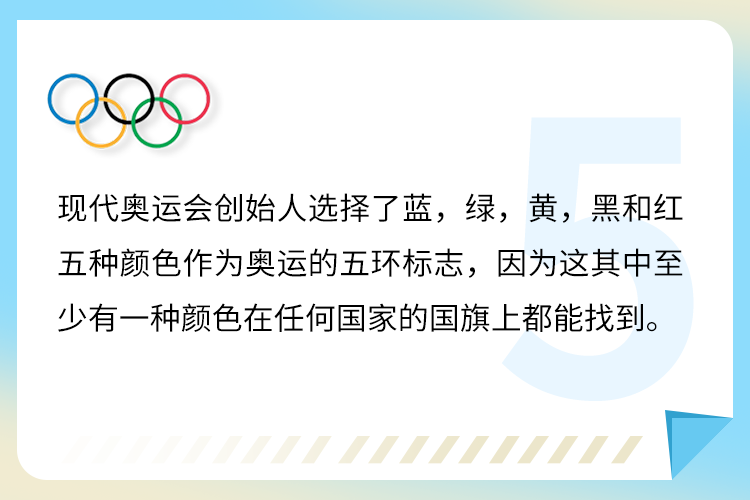 5
现代奥运会创始人选择了蓝，绿，黄，黑和红
五种颜色作为奥运的五环标志，因为这其中至
少有一种颜色在任何国家的国旗上都能找到。